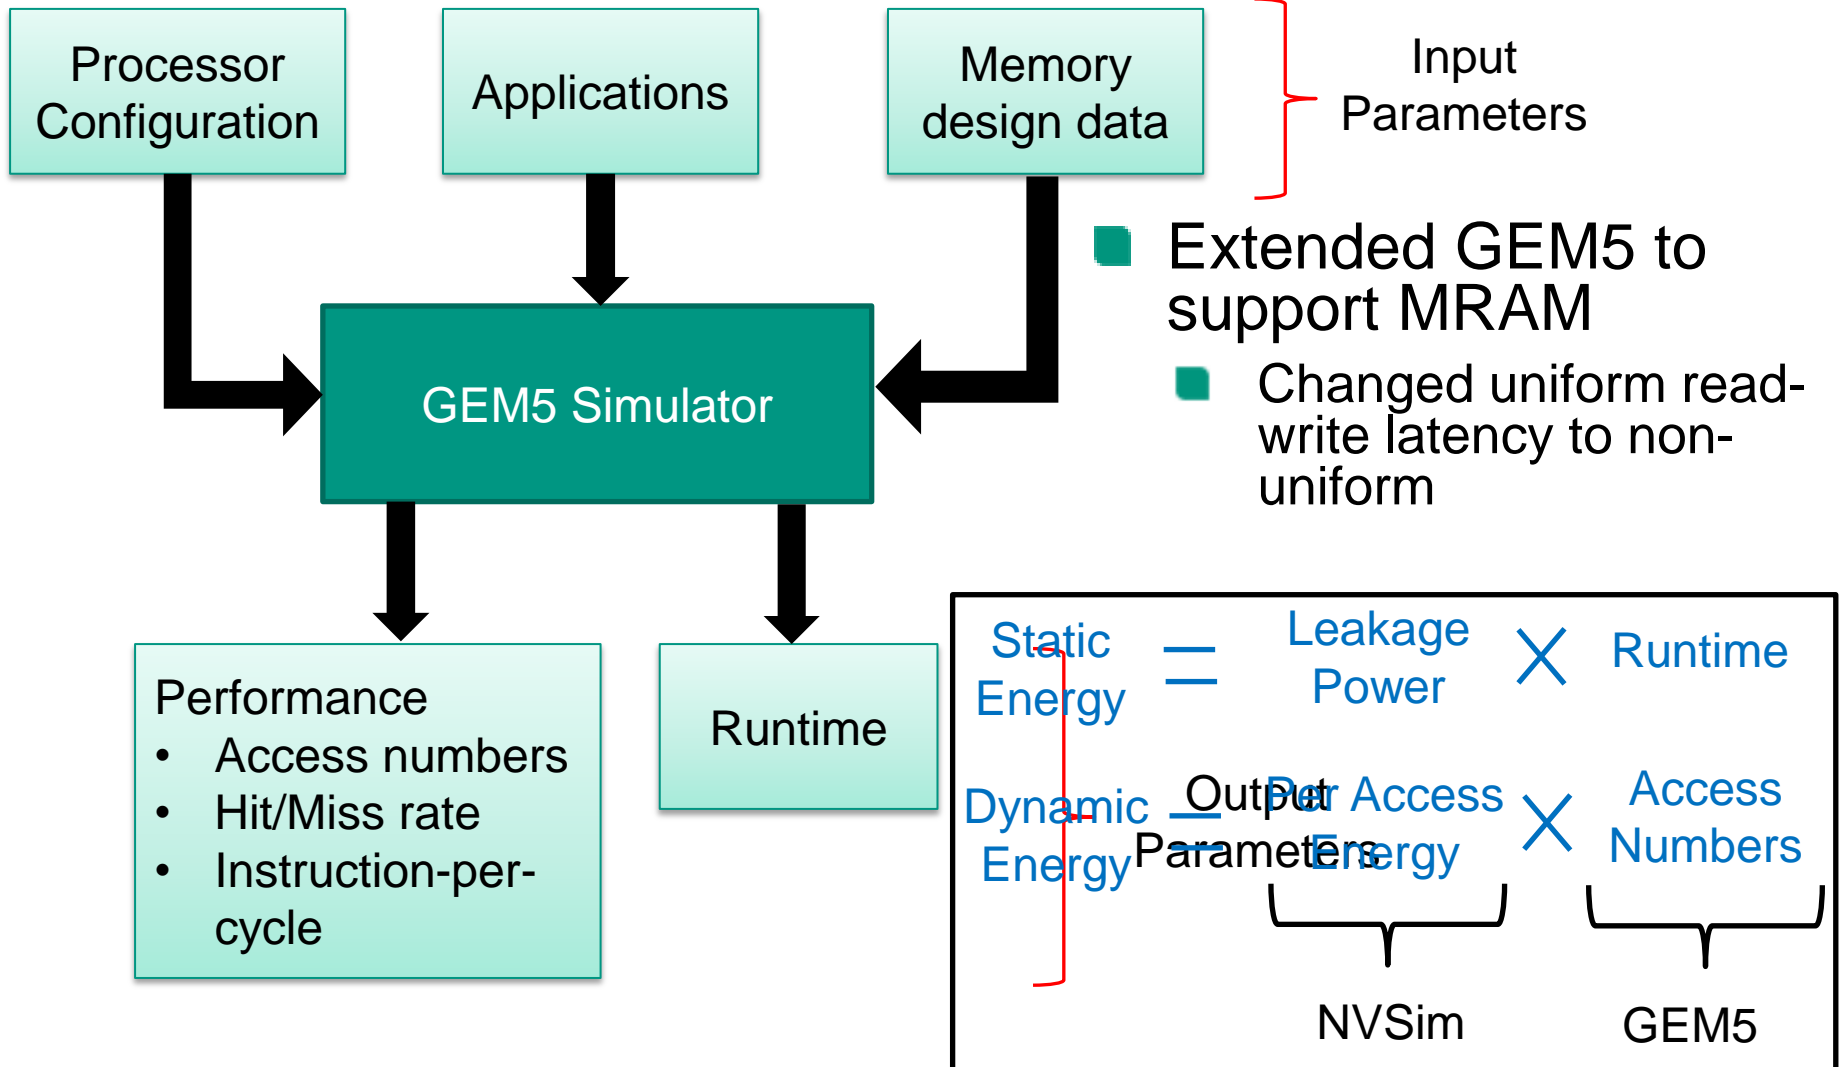 Processor
Configuration
Applications
Memory
design data
Input
Parameters
Extended GEM5 to
support MRAM
Changed uniform read-
write latency to non-
uniform
GEM5 Simulator
Performance
• Access numbers
• Hit/Miss rate
• Instruction-per-
cycle
Runtime
Output
Parameters
Static
Energy
=
Leakage
Power
×
Runtime
Dynamic
Energy
=
Per Access
Energy
×
Access
Numbers
NVSim
GEM5